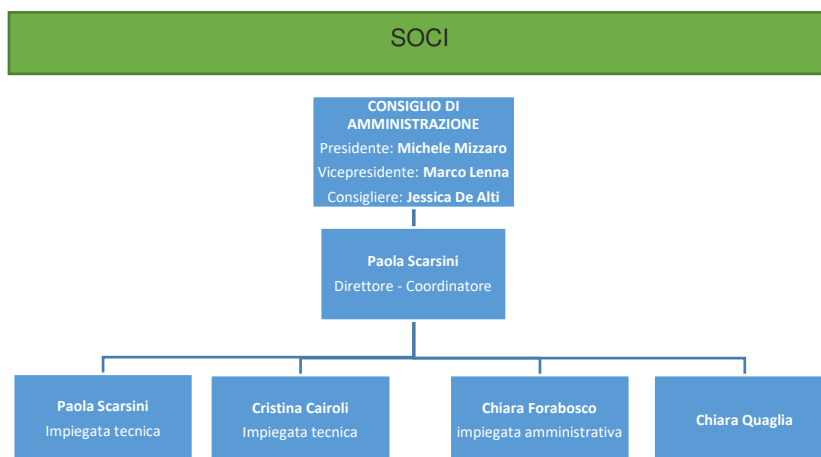 SOCI
CONSIGLIO DI
AMMINISTRAZIONE
Presidente: Michele Mizzaro
Vicepresidente: Marco Lenna
Consigliere: Jessica De Alti
Paola Scarsini
Direttore - Coordinatore
Paola Scarsini
Impiegata tecnica
Cristina Cairoli
Impiegata tecnica
Chiara Forabosco
impiegata amministrativa
Chiara Quaglia